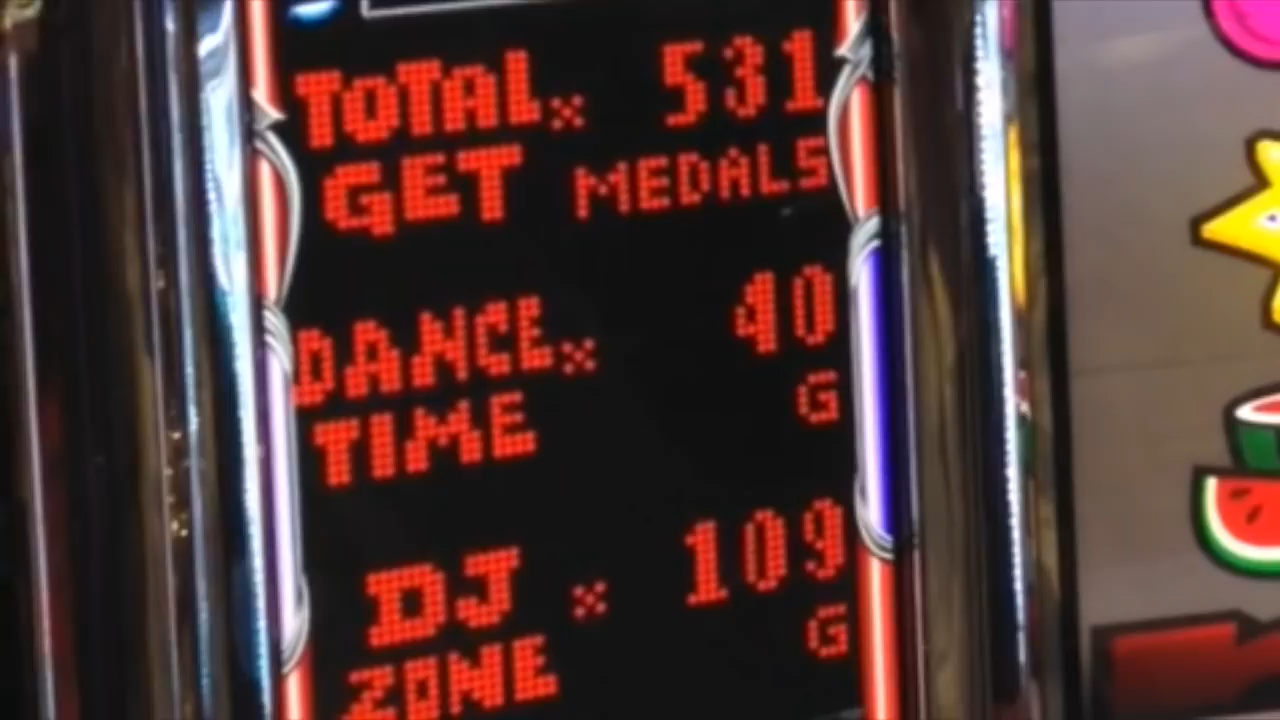 TOTAL× 531
GET MEDALS
DANCE× 40
TIME G
DJ × 109
ZONE G